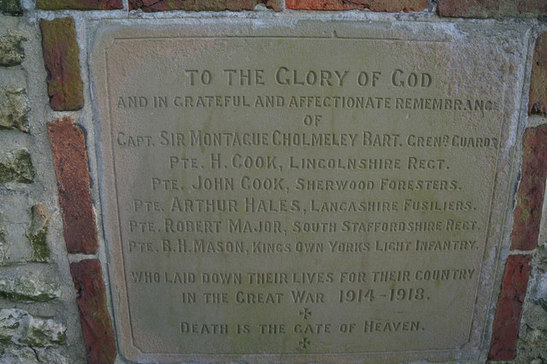 TO THE GLORY OF GOD
AND IN GRATEFUL AND AFFECTIONATE REMEMBRANCE
OF
CAPT. SIR MONTAGUE CHOLMELEY BART. GREND GUARDS
PTE. H. COOK, LINCOLNSHIRE REGT.
PTE. JOHN COOK, SHERWOOD FORESTERS.
PTE. ARTHUR HALES, LANCASHIRE FUSILIERS.
PTE. ROBERT MAJOR, SOUTH STAFFORDSHIRE REGT.
PTE. B.H. MASON, KINGS OWN YORKS LIGHT INFANTRY.
WHO LAID DOWN THEIR LIVES FOR THEIR COUNTRY
IN THE GREAT WAR 1914-1918.
DEATH IS THE GATE OF HEAVEN.